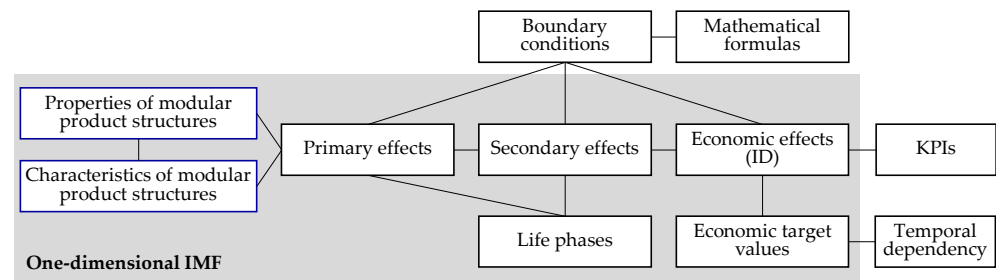 Boundary
conditions
Mathematical
formulas
Properties of modular
product structures
Characteristics of modular
product structures
Primary effects
Secondary effects
Economic effects
(ID)
KPIs
Life phases
Economic target
values
Temporal
dependency
One-dimensional IMF